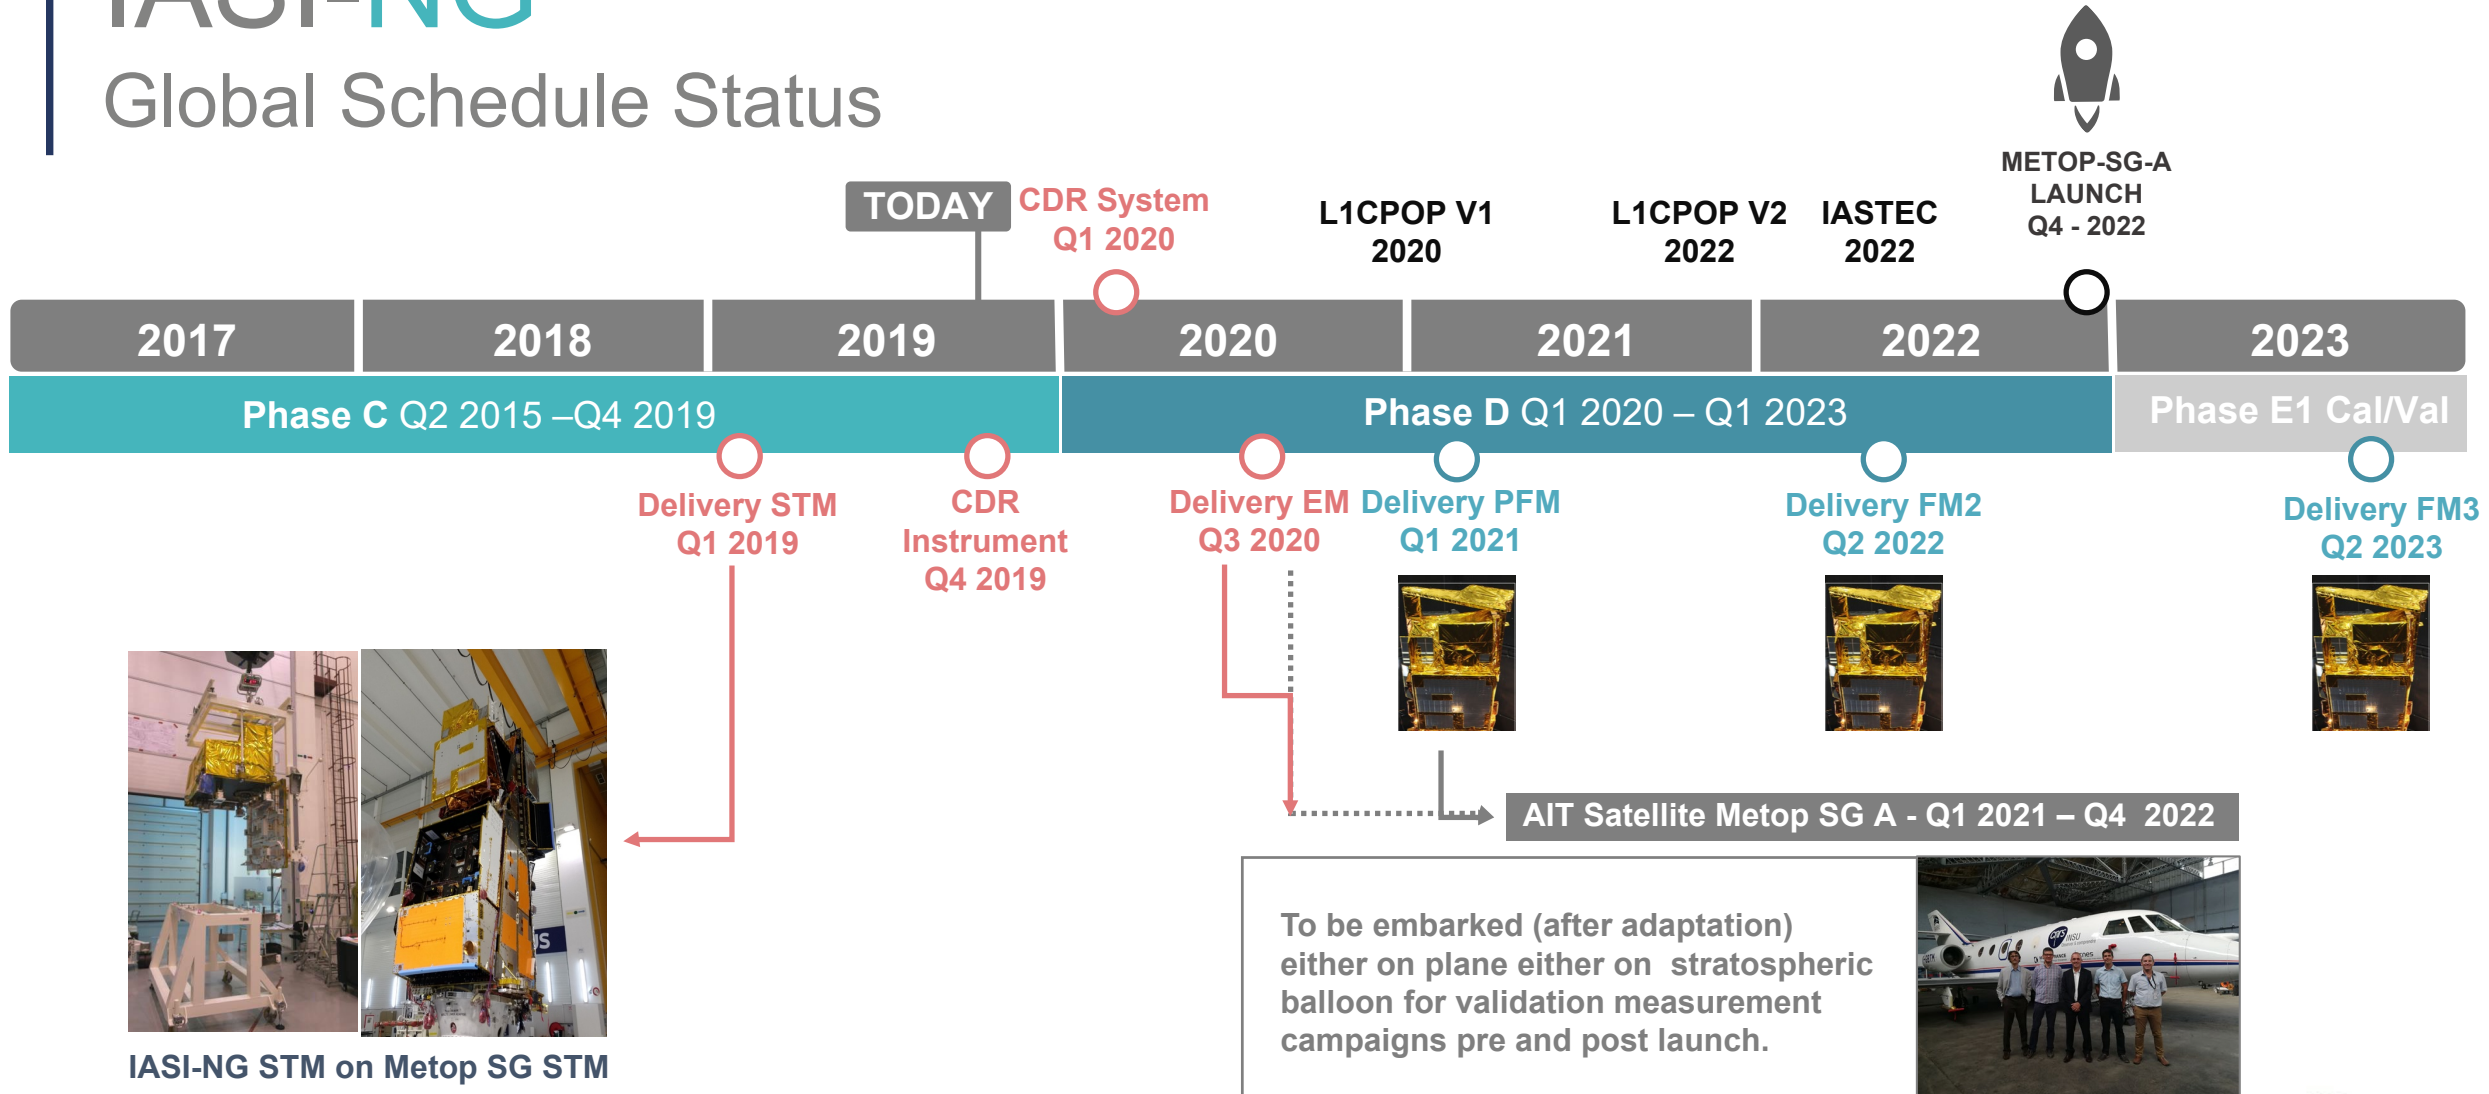 IASI-NG
Global Schedule Status
TODAY
CDR System
Q1 2020
L1CPOP V1
2020
L1CPOP V2
2022
IASTEC
2022
METOP-SG-A
LAUNCH
Q4 - 2022
2017
2018
2019
2020
2021
2022
2023
Phase C Q2 2015 –Q4 2019
Phase D Q1 2020 – Q1 2023
Phase E1 Cal/Val
Delivery STM
Q1 2019
CDR
Instrument
Q4 2019
Delivery EM
Q3 2020
Delivery PFM
Q1 2021
Delivery FM2
Q2 2022
Delivery FM3
Q2 2023
AIT Satellite Metop SG A - Q1 2021 – Q4 2022
To be embarked (after adaptation)
either on plane either on stratospheric
balloon for validation measurement
campaigns pre and post launch.
cnrs
INSU
cnes
IASI-NG STM on Metop SG STM